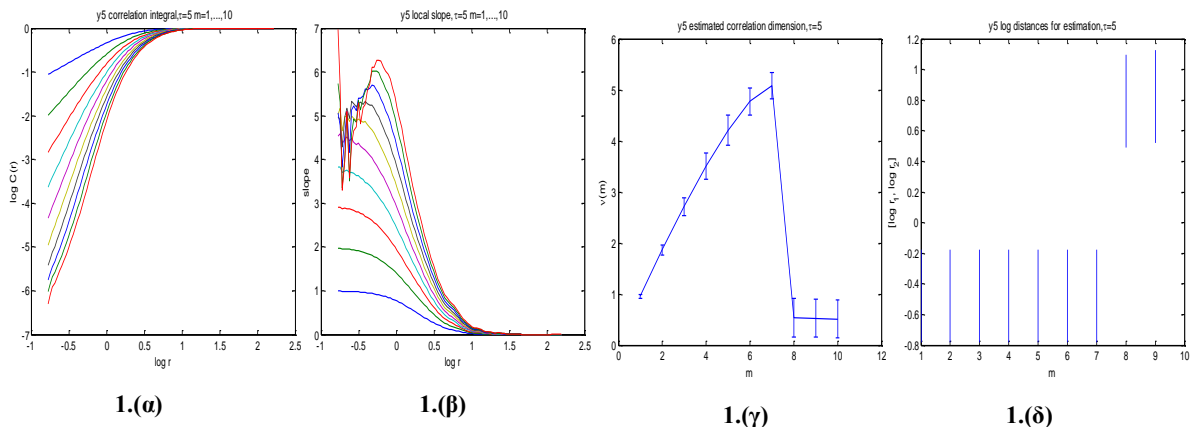 y5 correlation integral,τ=5 m=1,...,10
0
-1
-2
-3
-4
-5
-6
-7
log C(r)
-1 -0.5 0 0.5 1 1.5 2 2.5
log r
1.(α)
y5 local slope,τ=5 m=1,...,10
7
6
5
4
3
2
1
0
slope
-1 -0.5 0 0.5 1 1.5 2 2.5
log r
1.(β)
y5 estimated correlation dimension,τ=5
6
5
4
3
2
1
0
v(m)
0 2 4 6 8 10 12
m
1.(γ)
y5 log distances for estimation,τ=5
1.2
1
0.8
0.6
0.4
0.2
0
-0.2
-0.4
-0.6
-0.8
[log r1, log r2]
1 2 3 4 5 6 7 8 9 10
m
1.(δ)